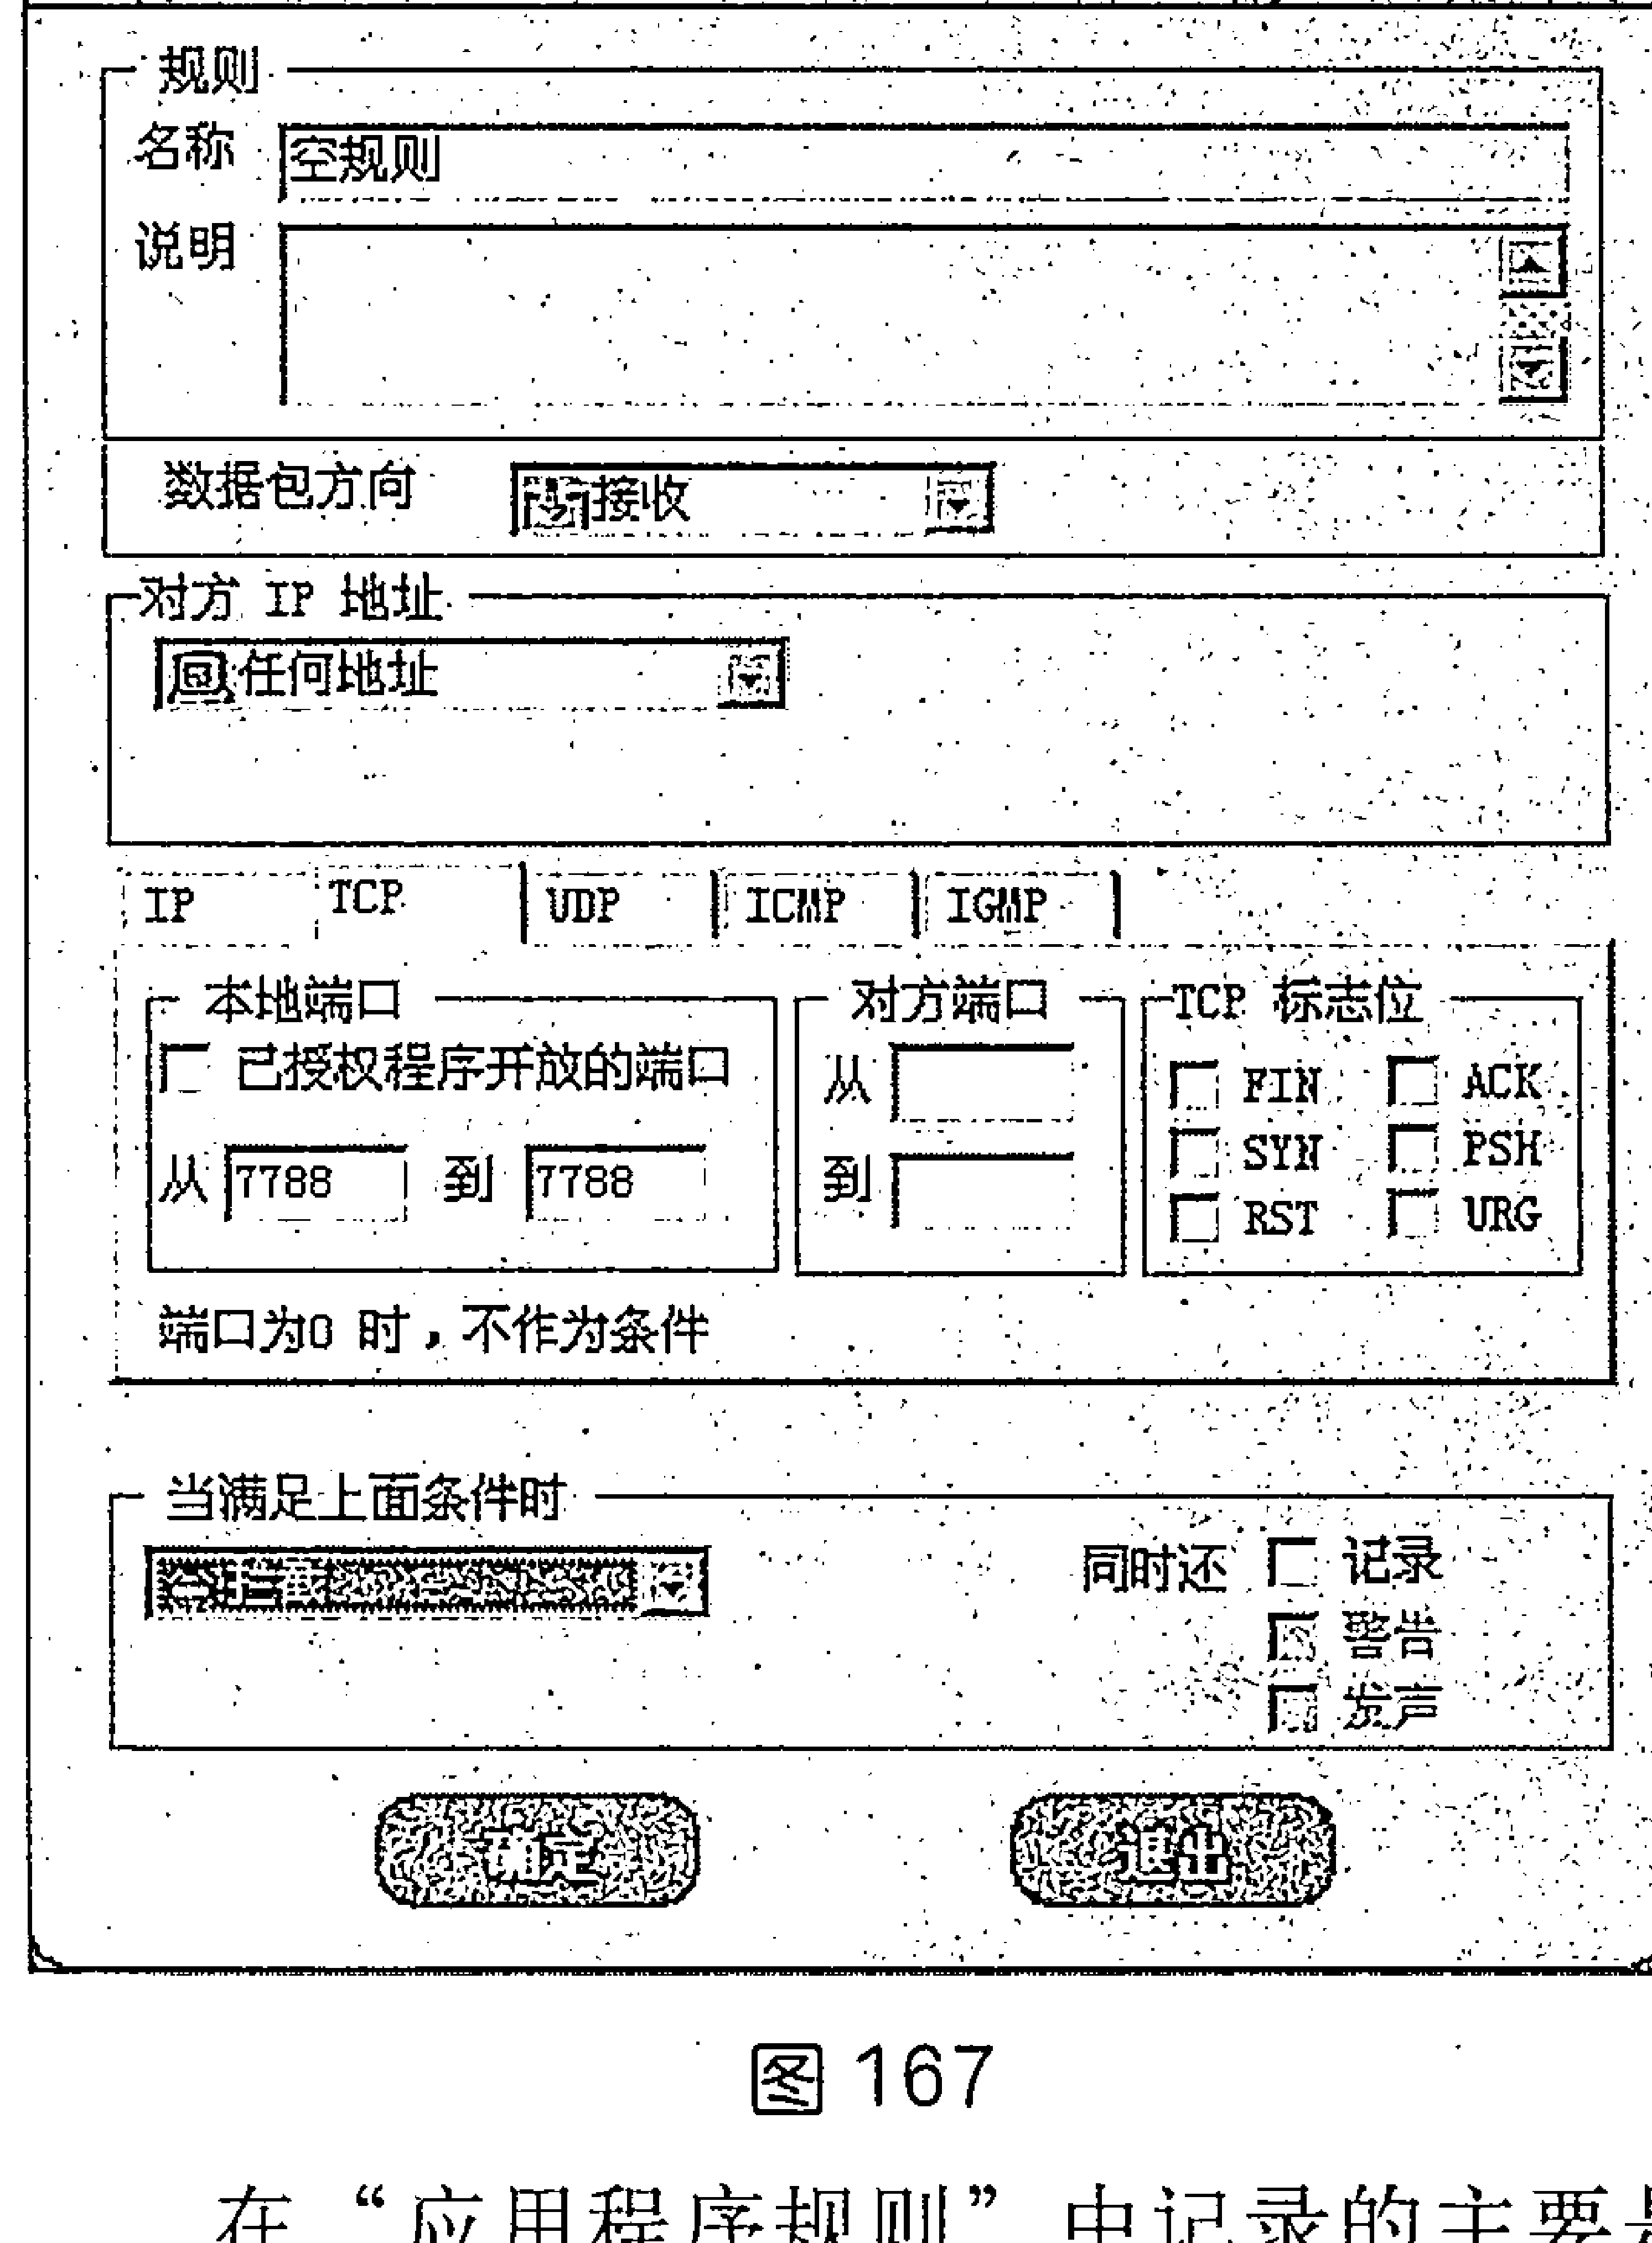 规则
名称 空规则
说明
数据包方向 接收
对方 IP 地址
任何地址
IP TCP UDP ICMP IGMP
本地端口 对方端口 TCP 标志位
已授权程序开放的端口 从 FIN ACK
从 7788 到 7788 到 SYN PSH
RST URG
端口为0 时，不作为条件
当满足上面条件时
同时还 记录
警告
发声
确定 退出
图 167
在“应用程序规则”中记录的主要是